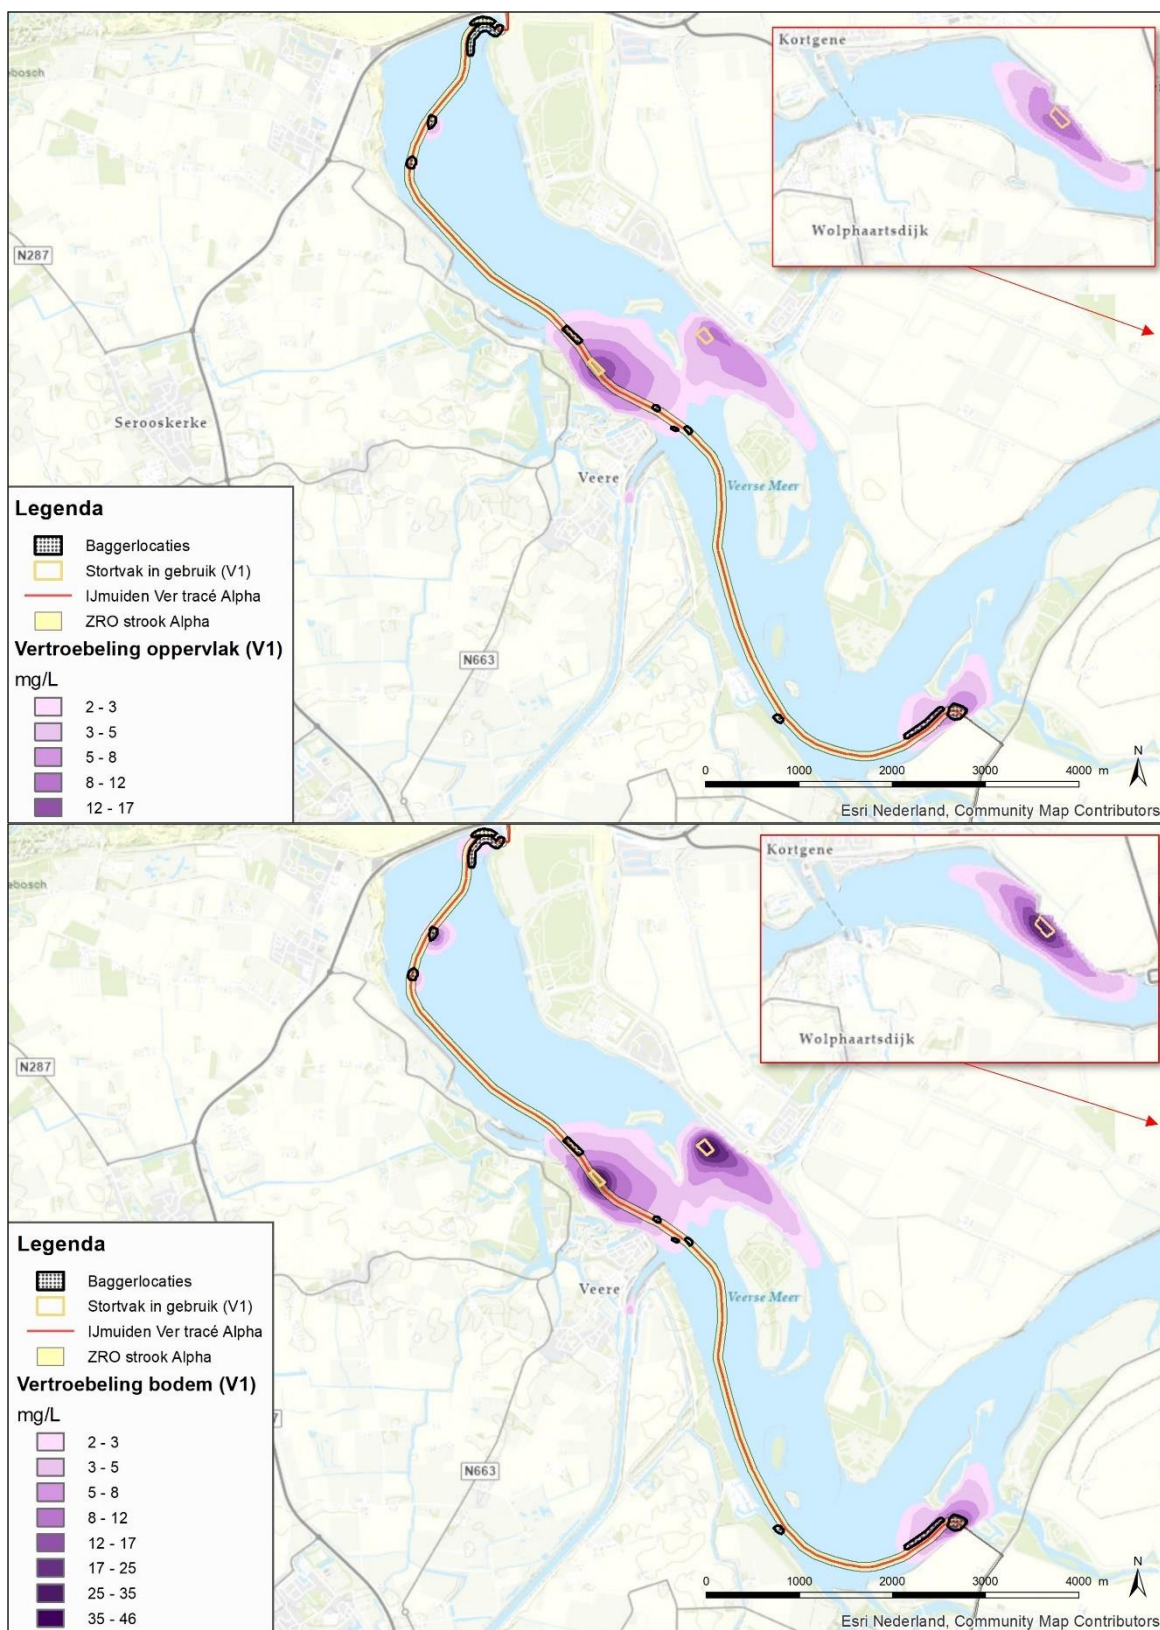 Kortgene
Wolphaartsdijk
ebosch
N287
Serooskerke
Veere
Veerse Meer
N663
Legenda
Baggerlocaties
Stortvak in gebruik (V1)
IJmuiden Ver tracé Alpha
ZRO strook Alpha
Vertroebeling oppervlak (V1)
mg/L
2 - 3
3 - 5
5 - 8
8 - 12
12 - 17
0 1000 2000 3000 4000 m
N
Esri Nederland, Community Map Contributors
Kortgene
Wolphaartsdijk
ebosch
N287
Veere
Veerse Meer
N663
Legenda
Baggerlocaties
Stortvak in gebruik (V1)
IJmuiden Ver tracé Alpha
ZRO strook Alpha
Vertroebeling bodem (V1)
mg/L
2 - 3
3 - 5
5 - 8
8 - 12
12 - 17
17 - 25
25 - 35
35 - 46
0 1000 2000 3000 4000 m
N
Esri Nederland, Community Map Contributors